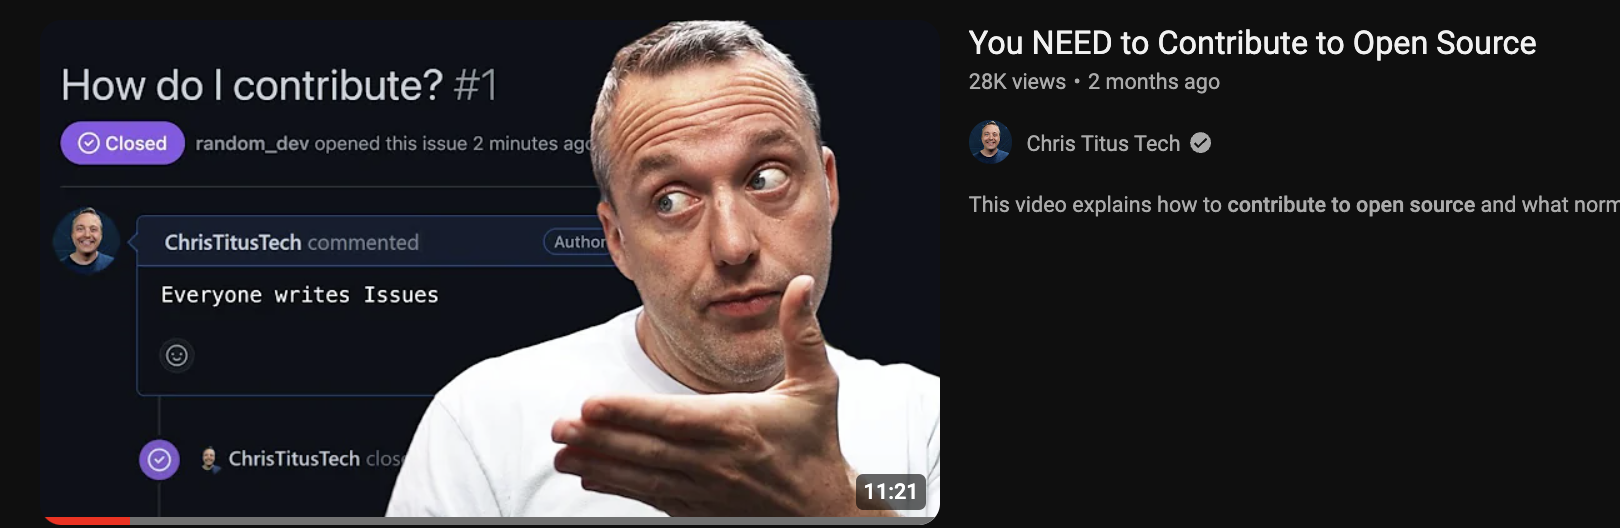 How do I contribute? #1
Closed random_dev opened this issue 2 minutes ago
ChrisTitusTech commented Author
Everyone writes Issues
ChrisTitusTech close
11:21
You NEED to Contribute to Open Source
28K views • 2 months ago
Chris Titus Tech
This video explains how to contribute to open source and what norm